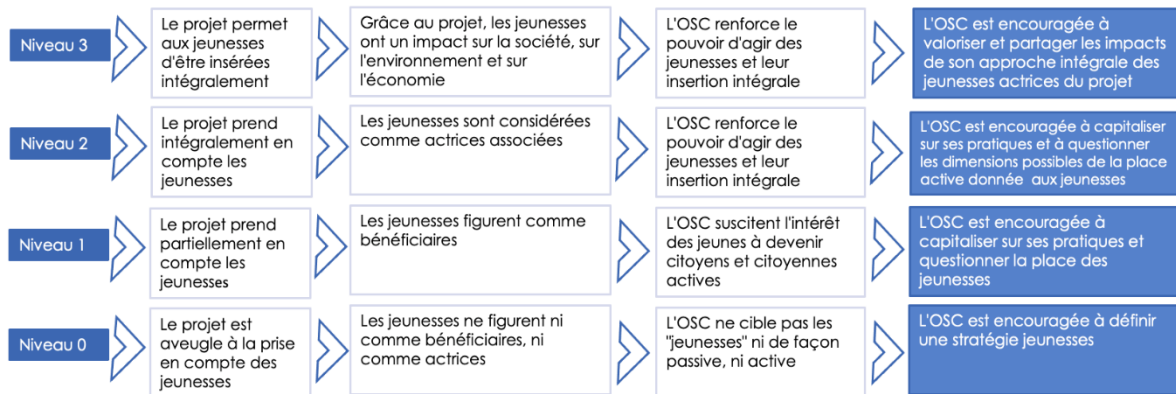 Niveau 3
Le projet permet
aux jeunesses
d'être insérées
intégralement
Grâce au projet, les jeunesses
ont un impact sur la société, sur
l'environnement et sur
l'économie
L'OSC renforce le
pouvoir d'agir des
jeunesses et leur
insertion intégrale
L'OSC est encouragée à
valoriser et partager les impacts
de son approche intégrale des
jeunesses actrices du projet
Niveau 2
Le projet prend
intégralement en
compte les
jeunesses
Les jeunesses sont considérées
comme actrices associées
L'OSC renforce le
pouvoir d'agir des
jeunesses et leur
insertion intégrale
L'OSC est encouragée à capitaliser
sur ses pratiques et à questionner
les dimensions possibles de la place
active donnée aux jeunesses
Niveau 1
Le projet prend
partiellement en
compte les
jeunesses
Les jeunesses figurent comme
bénéficiaires
L'OSC suscitent l'intérêt
des jeunes à devenir
citoyens et citoyennes
actives
L'OSC est encouragée à
capitaliser sur ses pratiques et
questionner la place des
jeunesses
Niveau 0
Le projet est
aveugle à la prise
en compte des
jeunesses
Les jeunesses ne figurent ni
comme bénéficiaires, ni
comme actrices
L'OSC ne cible pas les
"jeunesses" ni de façon
passive, ni active
L'OSC est encouragée à définir
une stratégie jeunesses